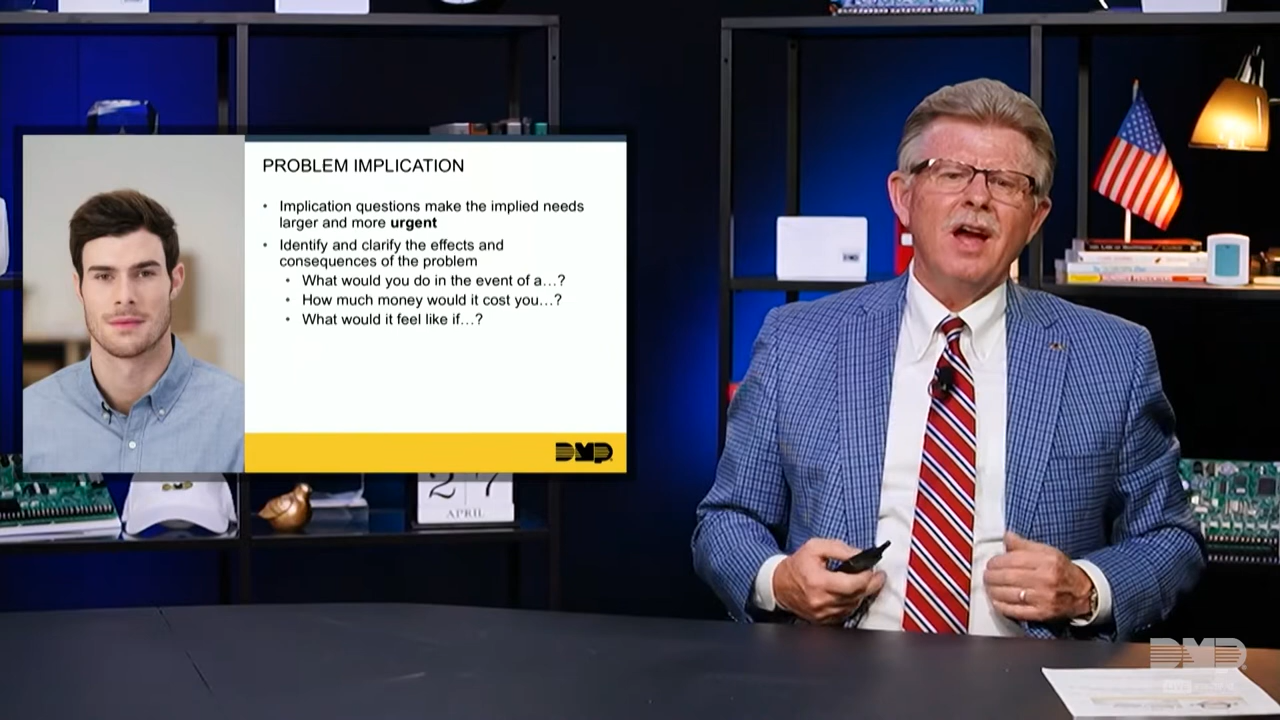 PROBLEM IMPLICATION
• Implication questions make the implied needs
larger and more urgent
• Identify and clarify the effects and
consequences of the problem
• What would you do in the event of a…?
• How much money would it cost you…?
• What would it feel like if…?
DMP
27
APRIL
DMP
LIVE